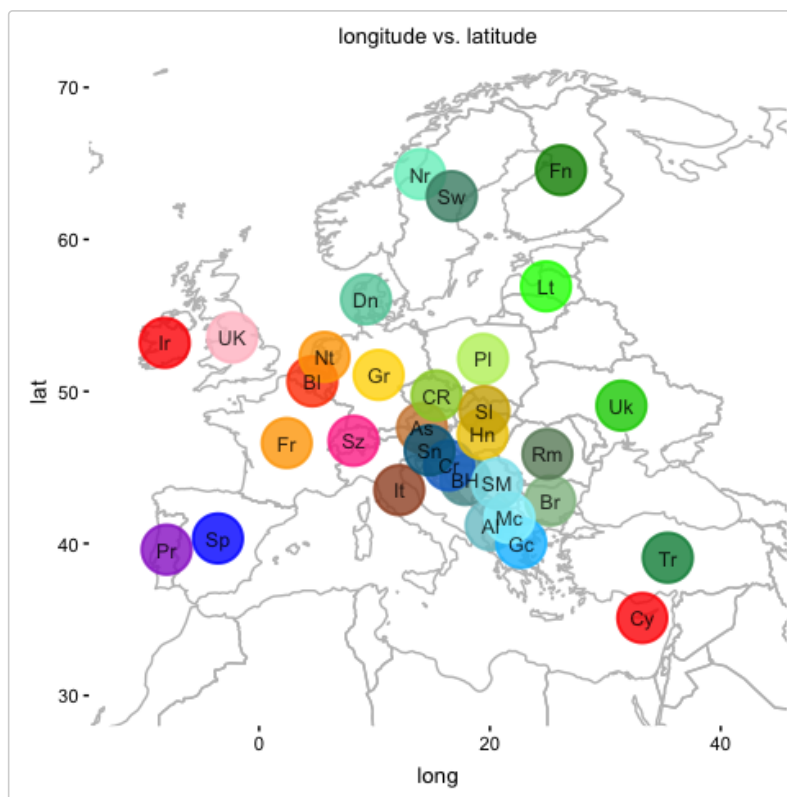 longitude vs. latitude
70
60
50
40
30
lat
Nr
Sw
Fn
Dn
Lt
Ir
UK
Nt
Bl
Gr
Pl
CR
Sl
Uk
Fr
Sz
As
Hn
Sn
Cr
Rm
It
BH
SM
Br
Al
Mc
Gc
Pr
Sp
Tr
Cy
0
20
40
long